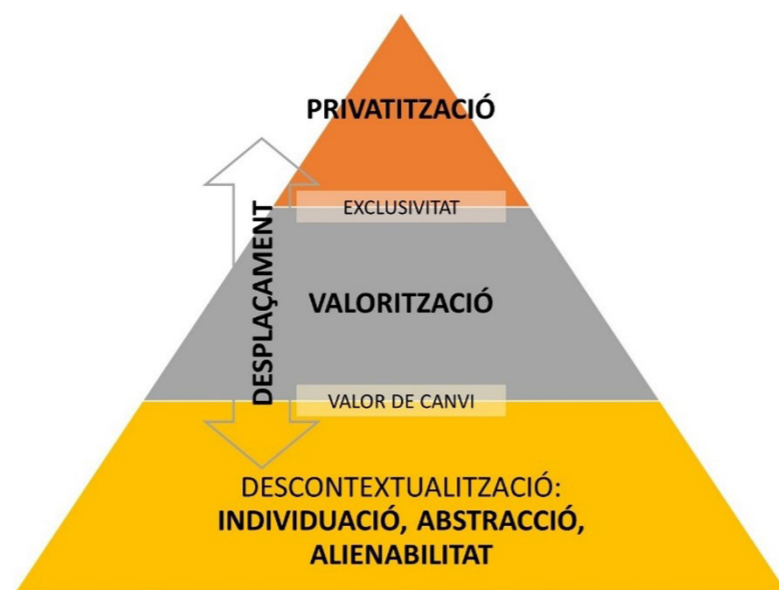 PRIVATITZACIÓ
EXCLUSIVITAT
DESPLAÇAMENT
VALORITZACIÓ
VALOR DE CANVI
DESCONTEXTUALITZACIÓ:
INDIVIDUACIÓ, ABSTRACCIÓ,
ALIENABILITAT